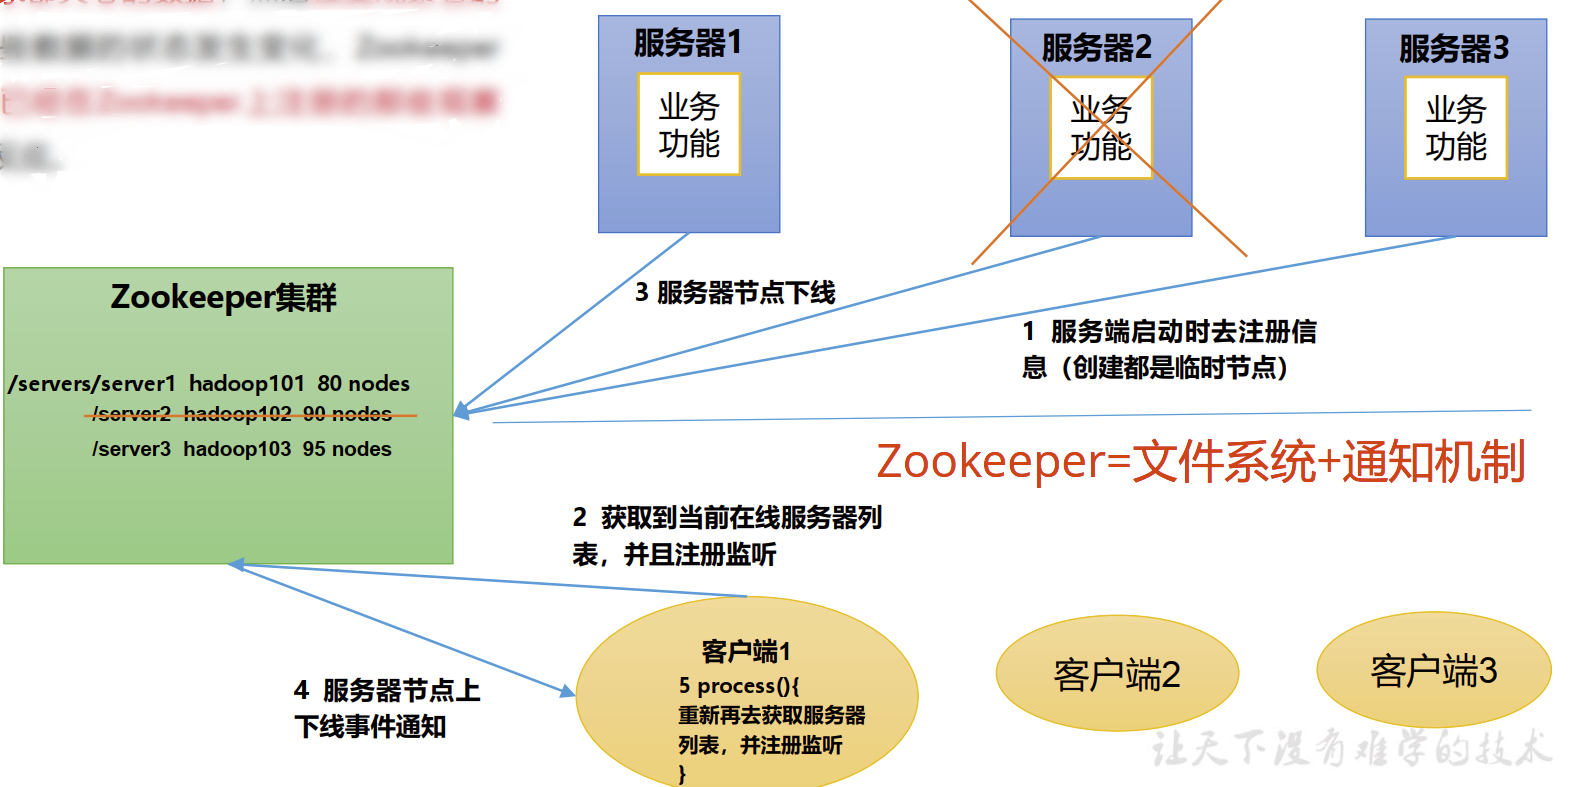 服务器1
业务
功能
服务器2
业务
功能
服务器3
业务
功能
3 服务器节点下线
1 服务端启动时去注册信
息（创建都是临时节点）
Zookeeper集群
/servers/server1 hadoop101 80 nodes
/server2 hadoop102 90 nodes
/server3 hadoop103 95 nodes
Zookeeper=文件系统+通知机制
2 获取到当前在线服务器列
表，并且注册监听
4 服务器节点上
下线事件通知
客户端1
5 process(){
重新再去获取服务器
列表，并注册监听
}
客户端2
客户端3
让天下没有难学的技术